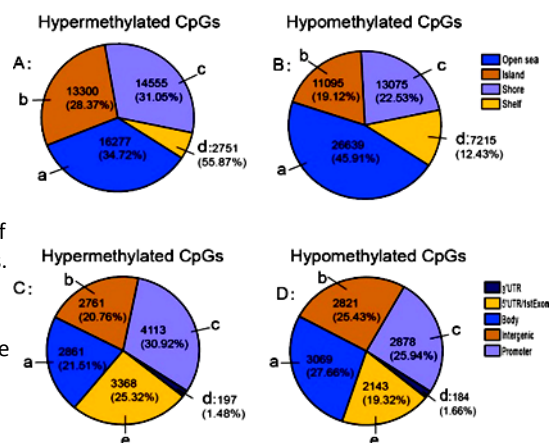 Hypermethylated CpGs
Hypomethylated CpGs
A:
b
13300
(28.37%)
14555
(31.05%)
c
16277
(34.72%)
a
d:2751
(55.87%)
B:
b
11095
(19.12%)
13075
(22.53%)
c
26639
(45.91%)
a
d:7215
(12.43%)
Open sea
Island
Shore
Shelf
f
s.
e
Hypermethylated CpGs
Hypomethylated CpGs
C:
b
2761
(20.76%)
4113
(30.92%)
c
2861
(21.51%)
a
3368
(25.32%)
d:197
(1.48%)
e
D:
b
2821
(25.43%)
2878
(25.94%)
c
3069
(27.66%)
a
2143
(19.32%)
d:184
(1.66%)
e
3'UTR
5'UTR/1stExon
Body
Intergenic
Promoter